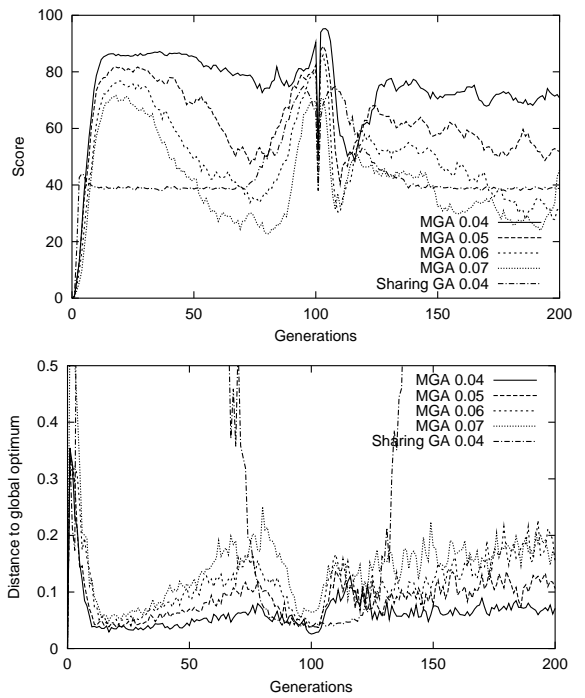 100
80
60
40
20
0
Score
0 50 100 150 200
Generations
MGA 0.04
MGA 0.05
MGA 0.06
MGA 0.07
Sharing GA 0.04
0.5
0.4
0.3
0.2
0.1
0
Distance to global optimum
0 50 100 150 200
Generations
MGA 0.04
MGA 0.05
MGA 0.06
MGA 0.07
Sharing GA 0.04